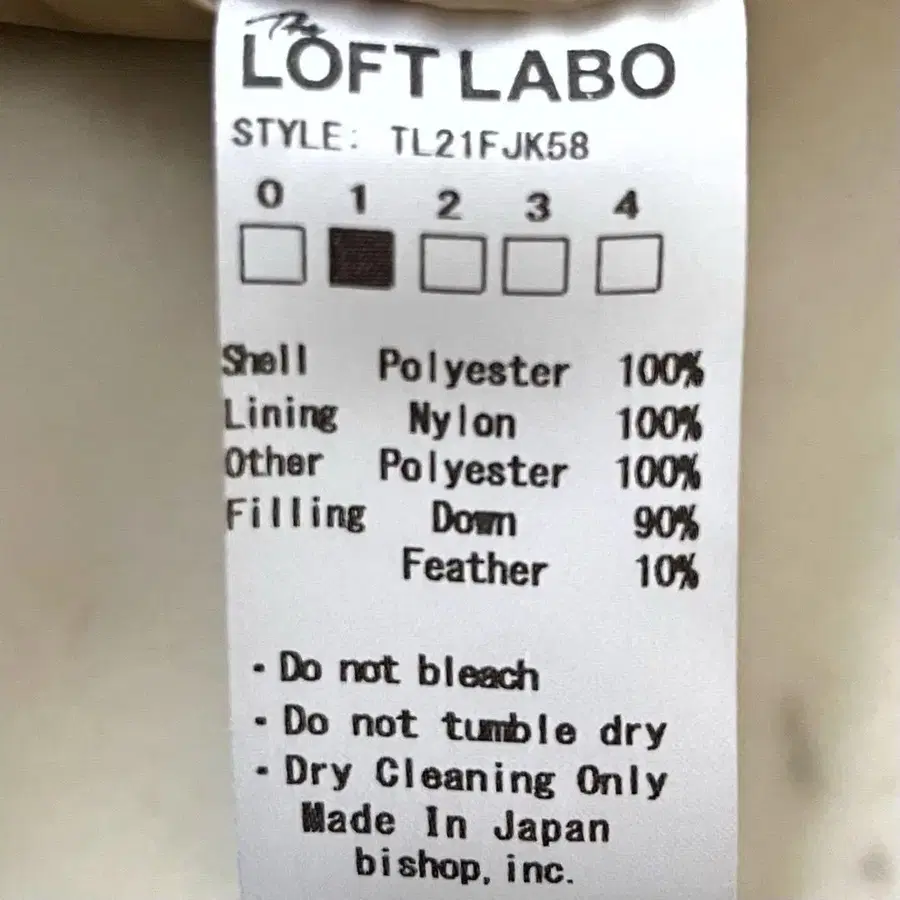 The
LOFT LABO
STYLE: TL21FJK58
0 1 2 3 4
Shell Polyester 100%
Lining Nylon 100%
Other Polyester 100%
Filling Down 90%
Feather 10%
・Do not bleach
・Do not tumble dry
・Dry Cleaning Only
Made In Japan
bishop, inc.